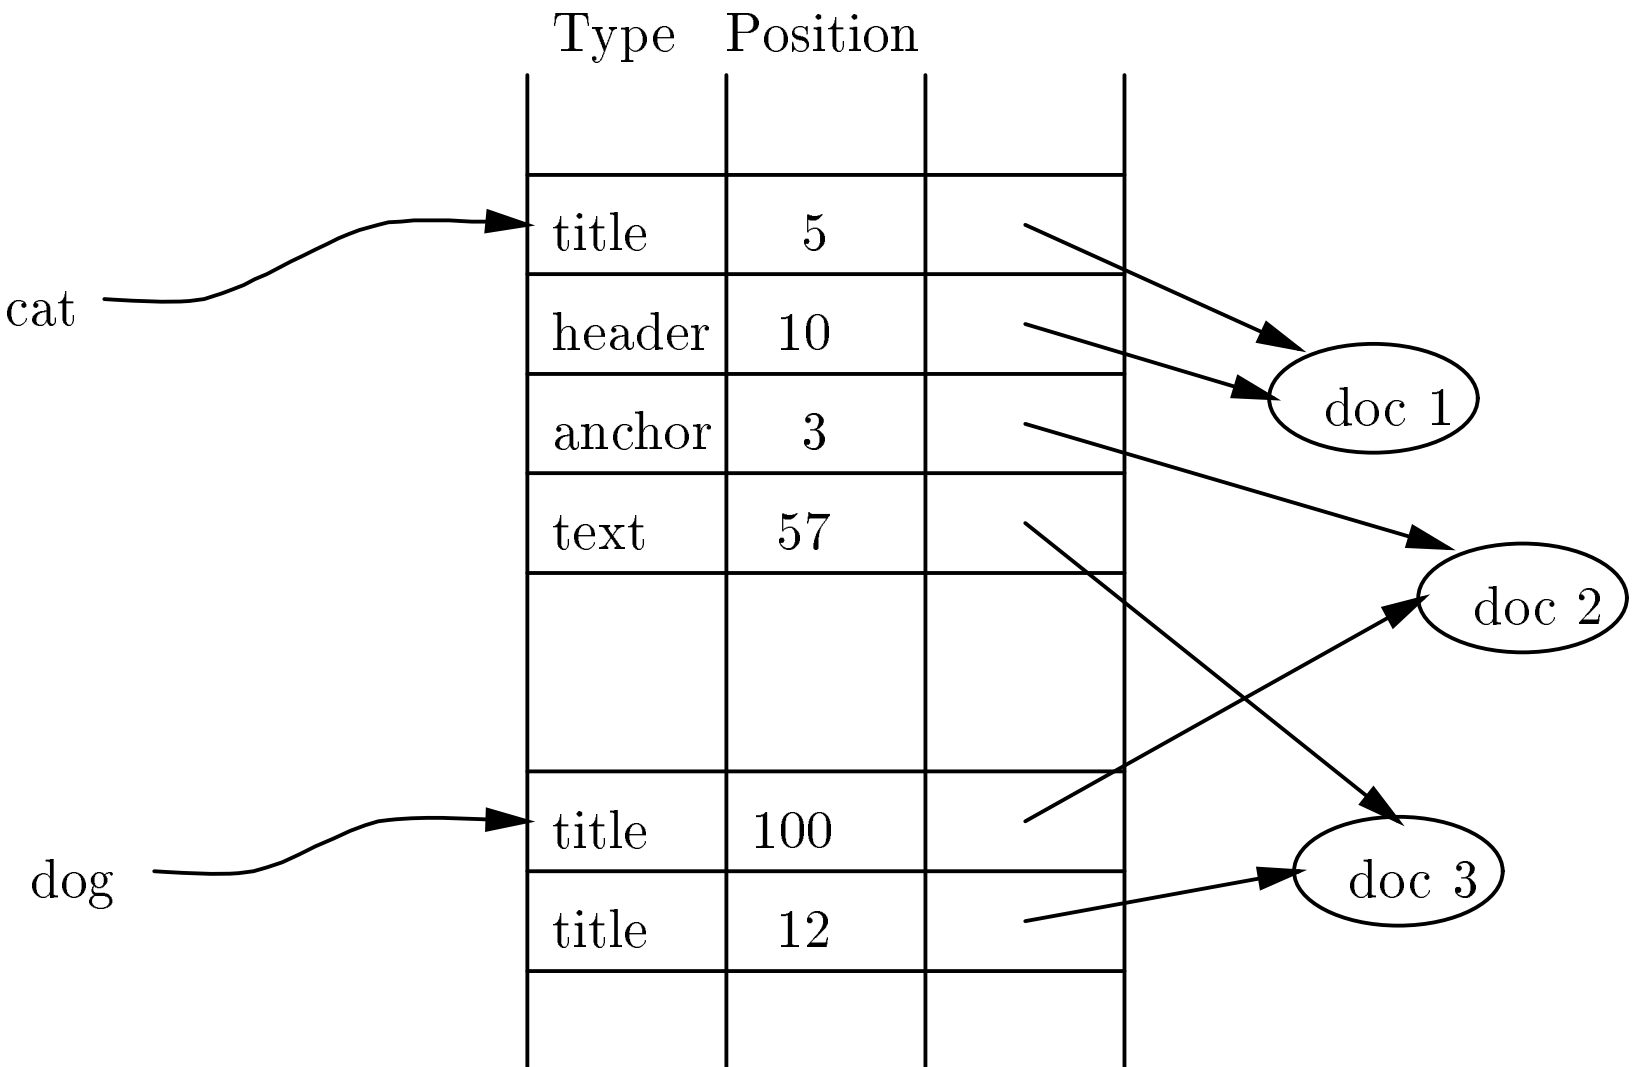 Type Position
title 5
cat
header 10
doc 1
anchor 3
text 57
doc 2
title 100
dog
doc 3
title 12